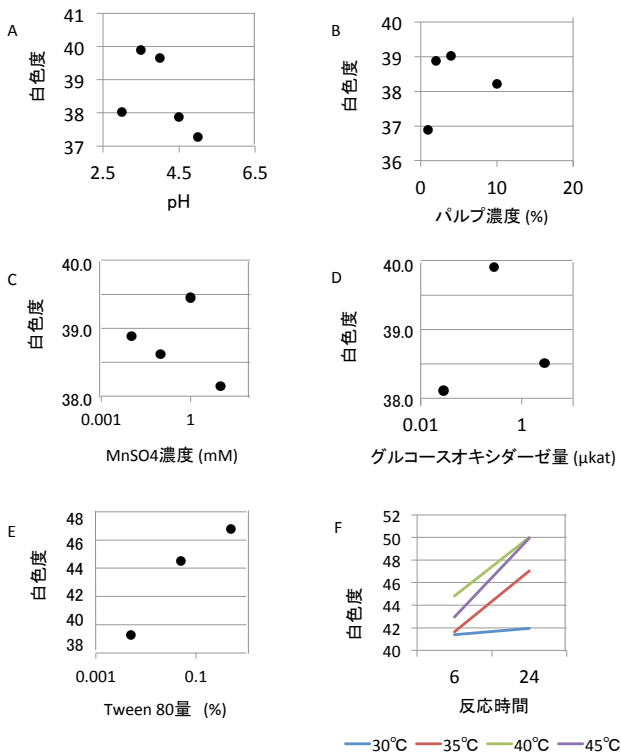 A
白色度
41
40
39
38
37
2.5 4.5 6.5
pH
B
白色度
40
39
38
37
36
0 10 20
パルプ濃度 (%)
C
白色度
40.0
39.0
38.0
0.001 1
MnSO4濃度 (mM)
D
白色度
40.0
39.0
38.0
0.01 1
グルコースオキシダーゼ量 (μkat)
E
白色度
48
46
44
42
40
38
0.001 0.1
Tween 80量 (%)
F
白色度
52
50
48
46
44
42
40
6 24
反応時間
30℃ 35℃ 40℃ 45℃